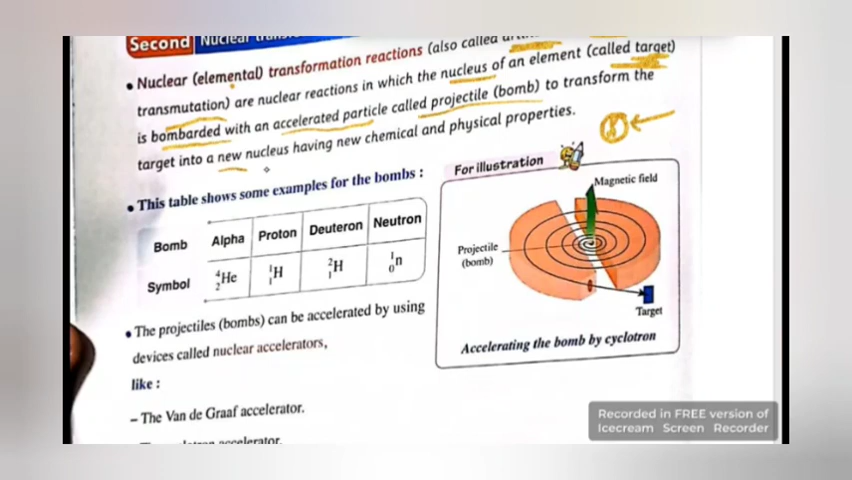 Second
Nuclear
• Nuclear (elemental) transformation reactions (also called
transmutation) are nuclear reactions in which the nucleus of an element (called target)
is bombarded with an accelerated particle called projectile (bomb) to transform the
target into a new nucleus having new chemical and physical properties.
• This table shows some examples for the bombs :
Bomb Alpha Proton Deuteron Neutron
Symbol ⁴₂He ¹₁H ²₁H ¹₀n
For illustration
Magnetic field
Projectile
(bomb)
Target
Accelerating the bomb by cyclotron
• The projectiles (bombs) can be accelerated by using
devices called nuclear accelerators,
like :
– The Van de Graaf accelerator.
accelerator.
Recorded in FREE version of
Icecream Screen Recorder